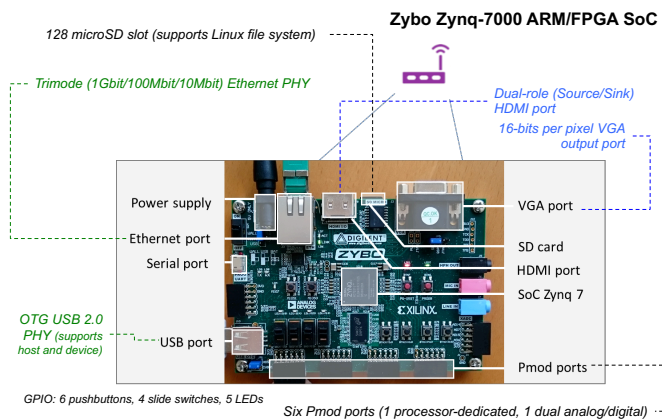 Zybo Zynq-7000 ARM/FPGA SoC
128 microSD slot (supports Linux file system)
Trimode (1Gbit/100Mbit/10Mbit) Ethernet PHY
Dual-role (Source/Sink)
HDMI port
16-bits per pixel VGA
output port
Power supply
Ethernet port
Serial port
USB port
OTG USB 2.0
PHY (supports
host and device)
VGA port
SD card
HDMI port
SoC Zynq 7
Pmod ports
DIGILENT
ZYBO
ANALOG
DEVICES
XILINX
GPIO: 6 pushbuttons, 4 slide switches, 5 LEDs
Six Pmod ports (1 processor-dedicated, 1 dual analog/digital)